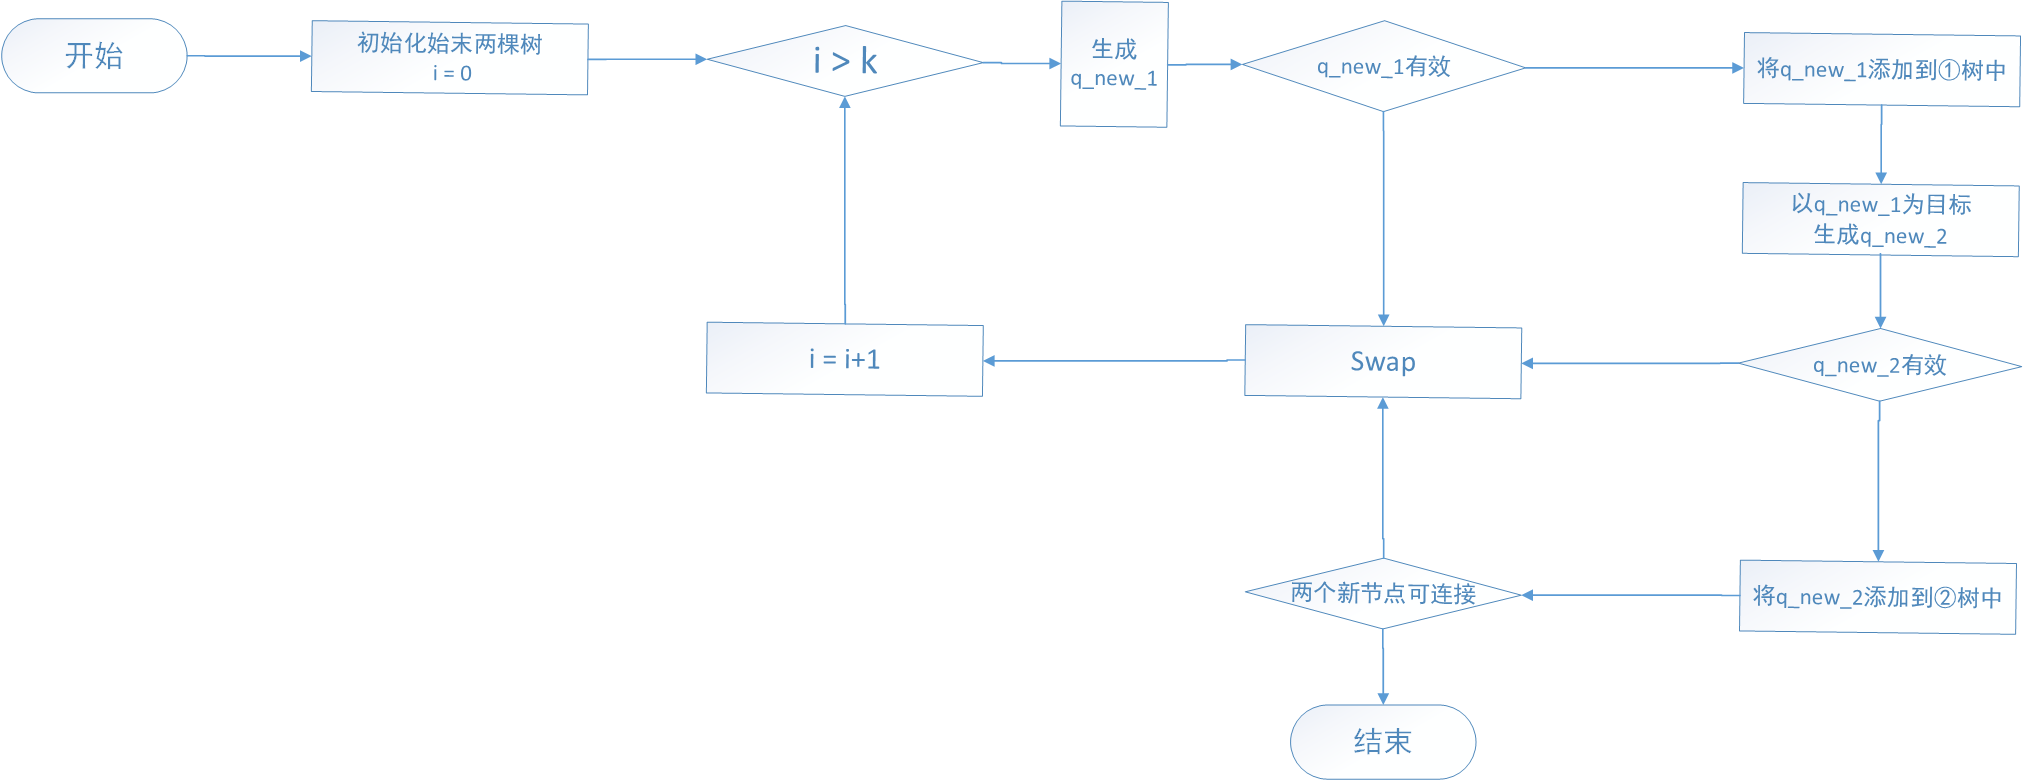 开始
初始化始末两棵树
i = 0
i > k
生成
q_new_1
q_new_1有效
将q_new_1添加到①树中
以q_new_1为目标
生成q_new_2
q_new_2有效
Swap
i = i+1
将q_new_2添加到②树中
两个新节点可连接
结束